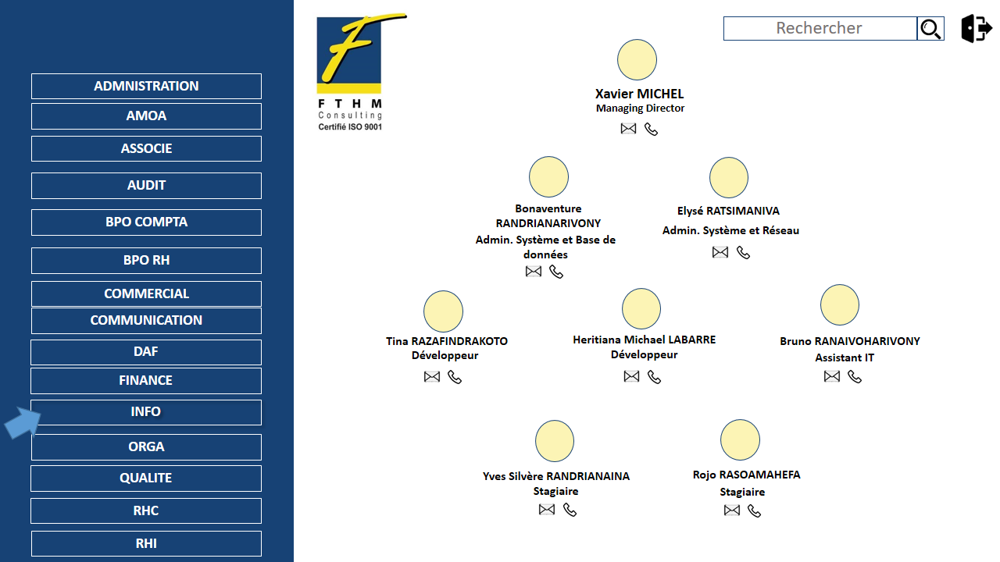 ADMNISTRATION
AMOA
ASSOCIE
AUDIT
BPO COMPTA
BPO RH
COMMERCIAL
COMMUNICATION
DAF
FINANCE
INFO
ORGA
QUALITE
RHC
RHI
F
FTHM
Consulting
Certifié ISO 9001
Rechercher
Xavier MICHEL
Managing Director
Bonaventure
RANDRIANARIVONY
Admin. Système et Base de
données
Elysé RATSIMANIVA
Admin. Système et Réseau
Tina RAZAFINDRAKOTO
Développeur
Heritiana Michael LABARRE
Développeur
Bruno RANAIVOHARIVONY
Assistant IT
Yves Silvère RANDRIANAINA
Stagiaire
Rojo RASOAMAHEFA
Stagiaire